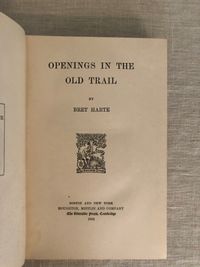 OPENINGS IN THE
OLD TRAIL
BY
BRET HARTE
BOSTON AND NEW YORK
HOUGHTON, MIFFLIN AND COMPANY
The Riverside Press, Cambridge